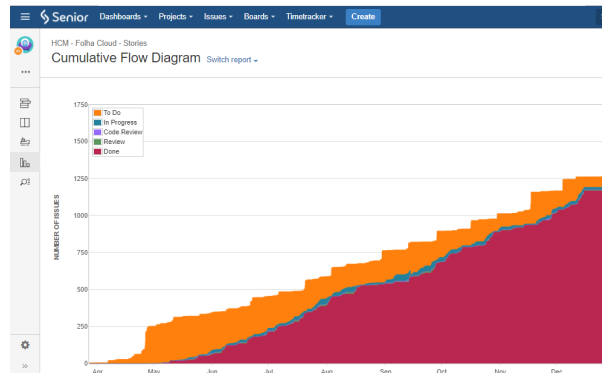 Senior Dashboards Projects Issues Boards Timetracker Create
HCM - Folha Cloud - Stories
Cumulative Flow Diagram Switch report
NUMBER OF ISSUES
1750
1500
1250
1000
750
500
250
0
To Do
In Progress
Code Review
Review
Done
Apr May Jun Jul Aug Sep Oct Nov Dec